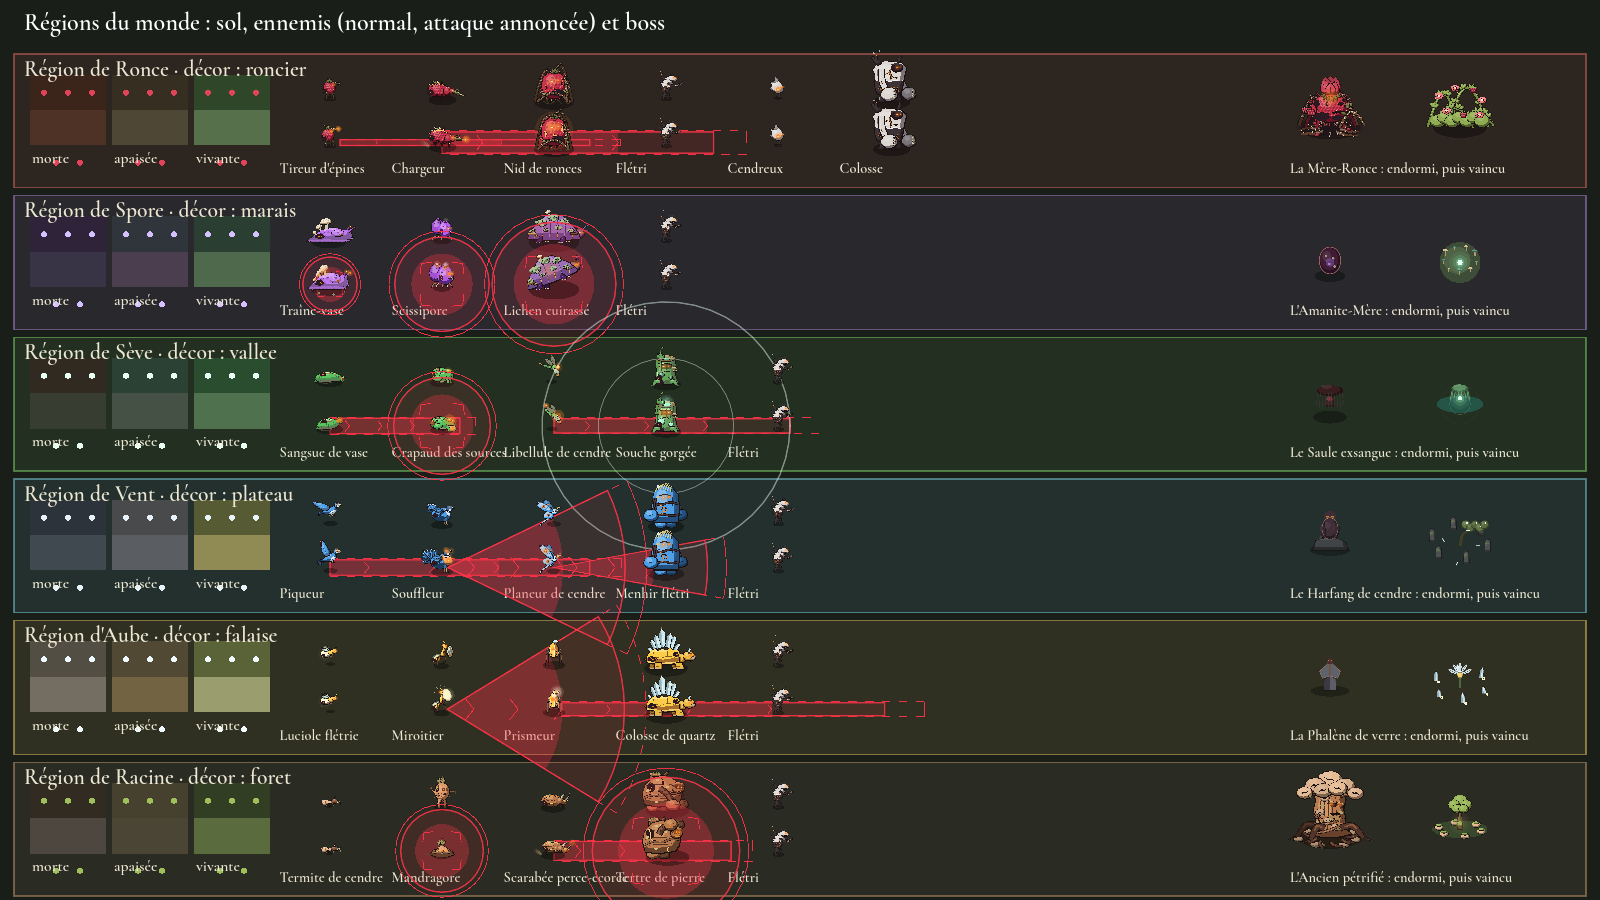 Régions du monde : sol, ennemis (normal, attaque annoncée) et boss
Région de Ronce · décor : roncier
morte apaisée vivante
Tireur d'épines Chargeur Nid de ronces Flétri Cendreux Colosse
La Mère-Ronce : endormi, puis vaincu
Région de Spore · décor : marais
morte apaisée vivante
Traîne-vase Scissipore Lichen cuirassé Flétri
L'Amanite-Mère : endormi, puis vaincu
Région de Sève · décor : vallee
morte apaisée vivante
Sangsue de vase Crapaud des sources Libellule de cendre Souche gorgée Flétri
Le Saule exsangue : endormi, puis vaincu
Région de Vent · décor : plateau
morte apaisée vivante
Piqueur Souffleur Planeur de cendre Menhir flétri Flétri
Le Harfang de cendre : endormi, puis vaincu
Région d'Aube · décor : falaise
morte apaisée vivante
Luciole flétrie Miroitier Prismeur Colosse de quartz Flétri
La Phalène de verre : endormi, puis vaincu
Région de Racine · décor : foret
morte apaisée vivante
Termite de cendre Mandragore Scarabée perce-écorce Tertre de pierre Flétri
L'Ancien pétrifié : endormi, puis vaincu